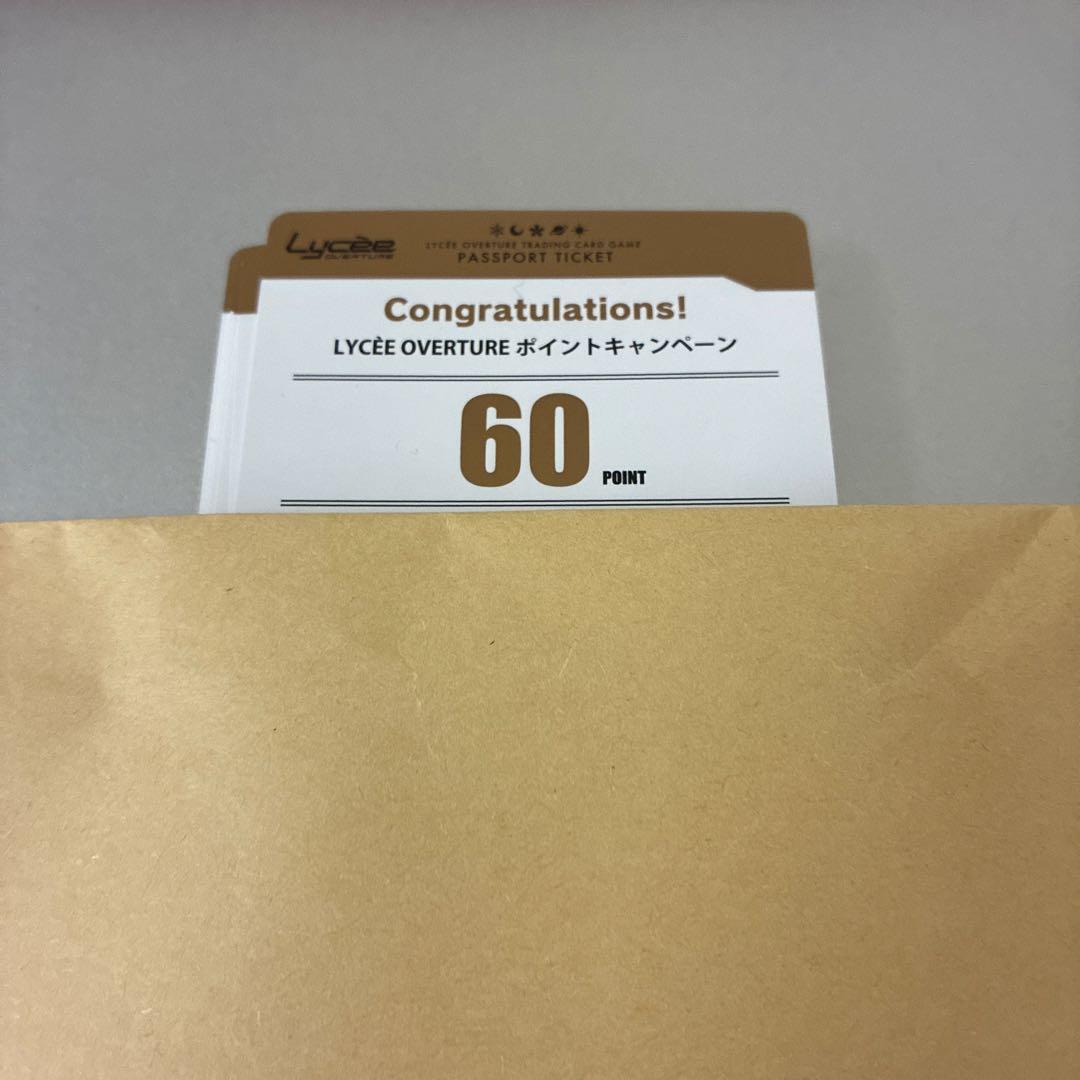 Lycèe
OVERTURE
LYCÈE OVERTURE TRADING CARD GAME
PASSPORT TICKET
Congratulations!
LYCÈE OVERTURE ポイントキャンペーン
60 POINT